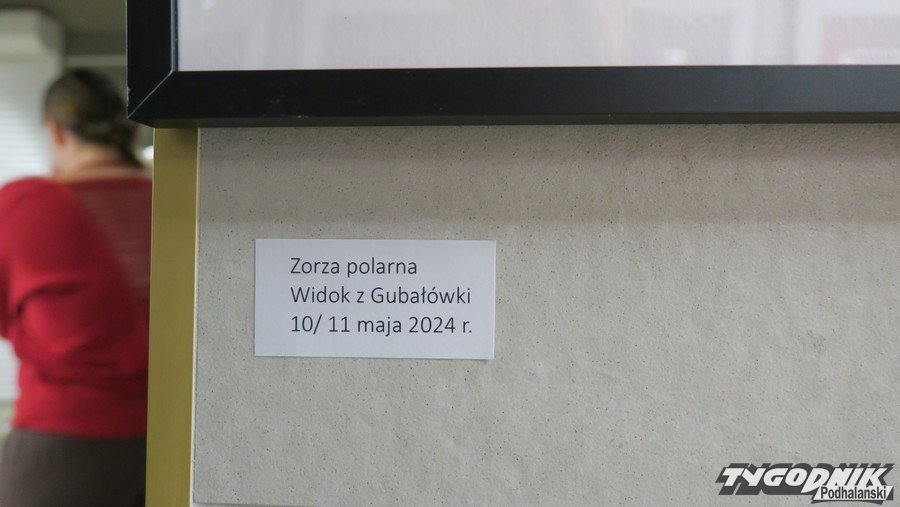 Zorza polarna
Widok z Gubałówki
10/ 11 maja 2024 r.
TYGODNIK
Podhalański